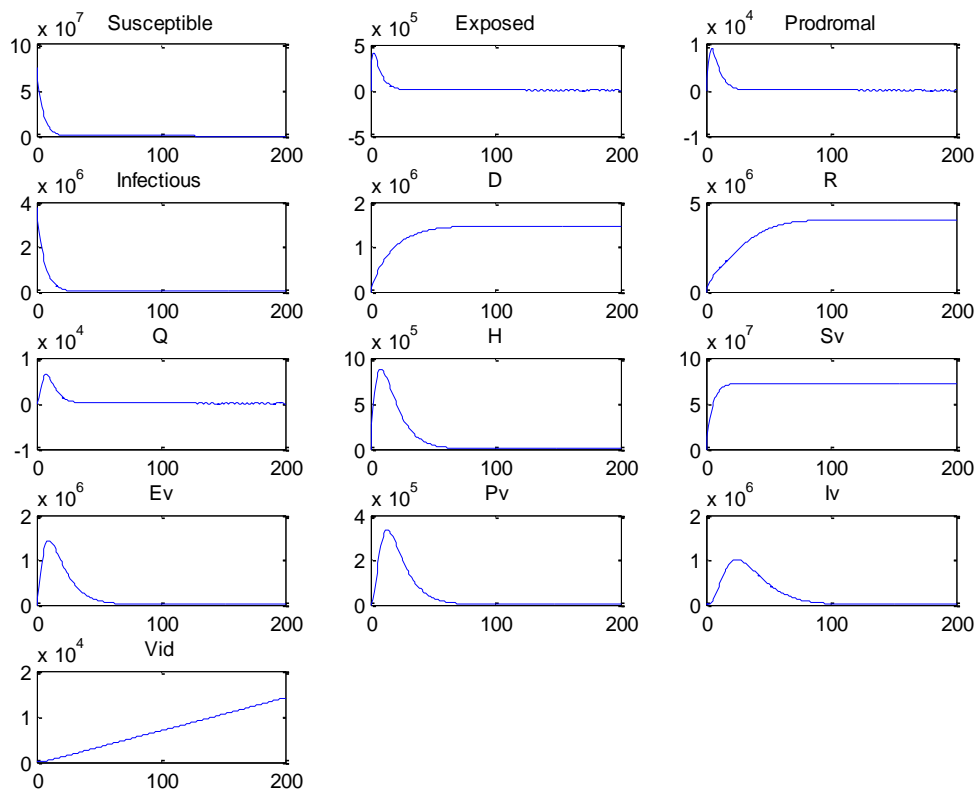 x 10^7 Susceptible
10
5
0
0 100 200
x 10^5 Exposed
5
0
-5
0 100 200
x 10^4 Prodromal
1
0
-1
0 100 200
x 10^6 Infectious
4
2
0
0 100 200
x 10^6 D
2
1
0
0 100 200
x 10^6 R
5
0
0 100 200
x 10^4 Q
1
0
-1
0 100 200
x 10^5 H
10
5
0
0 100 200
x 10^7 Sv
10
5
0
0 100 200
x 10^6 Ev
2
1
0
0 100 200
x 10^5 Pv
4
2
0
0 100 200
x 10^6 Iv
2
1
0
0 100 200
x 10^4 Vid
2
1
0
0 100 200